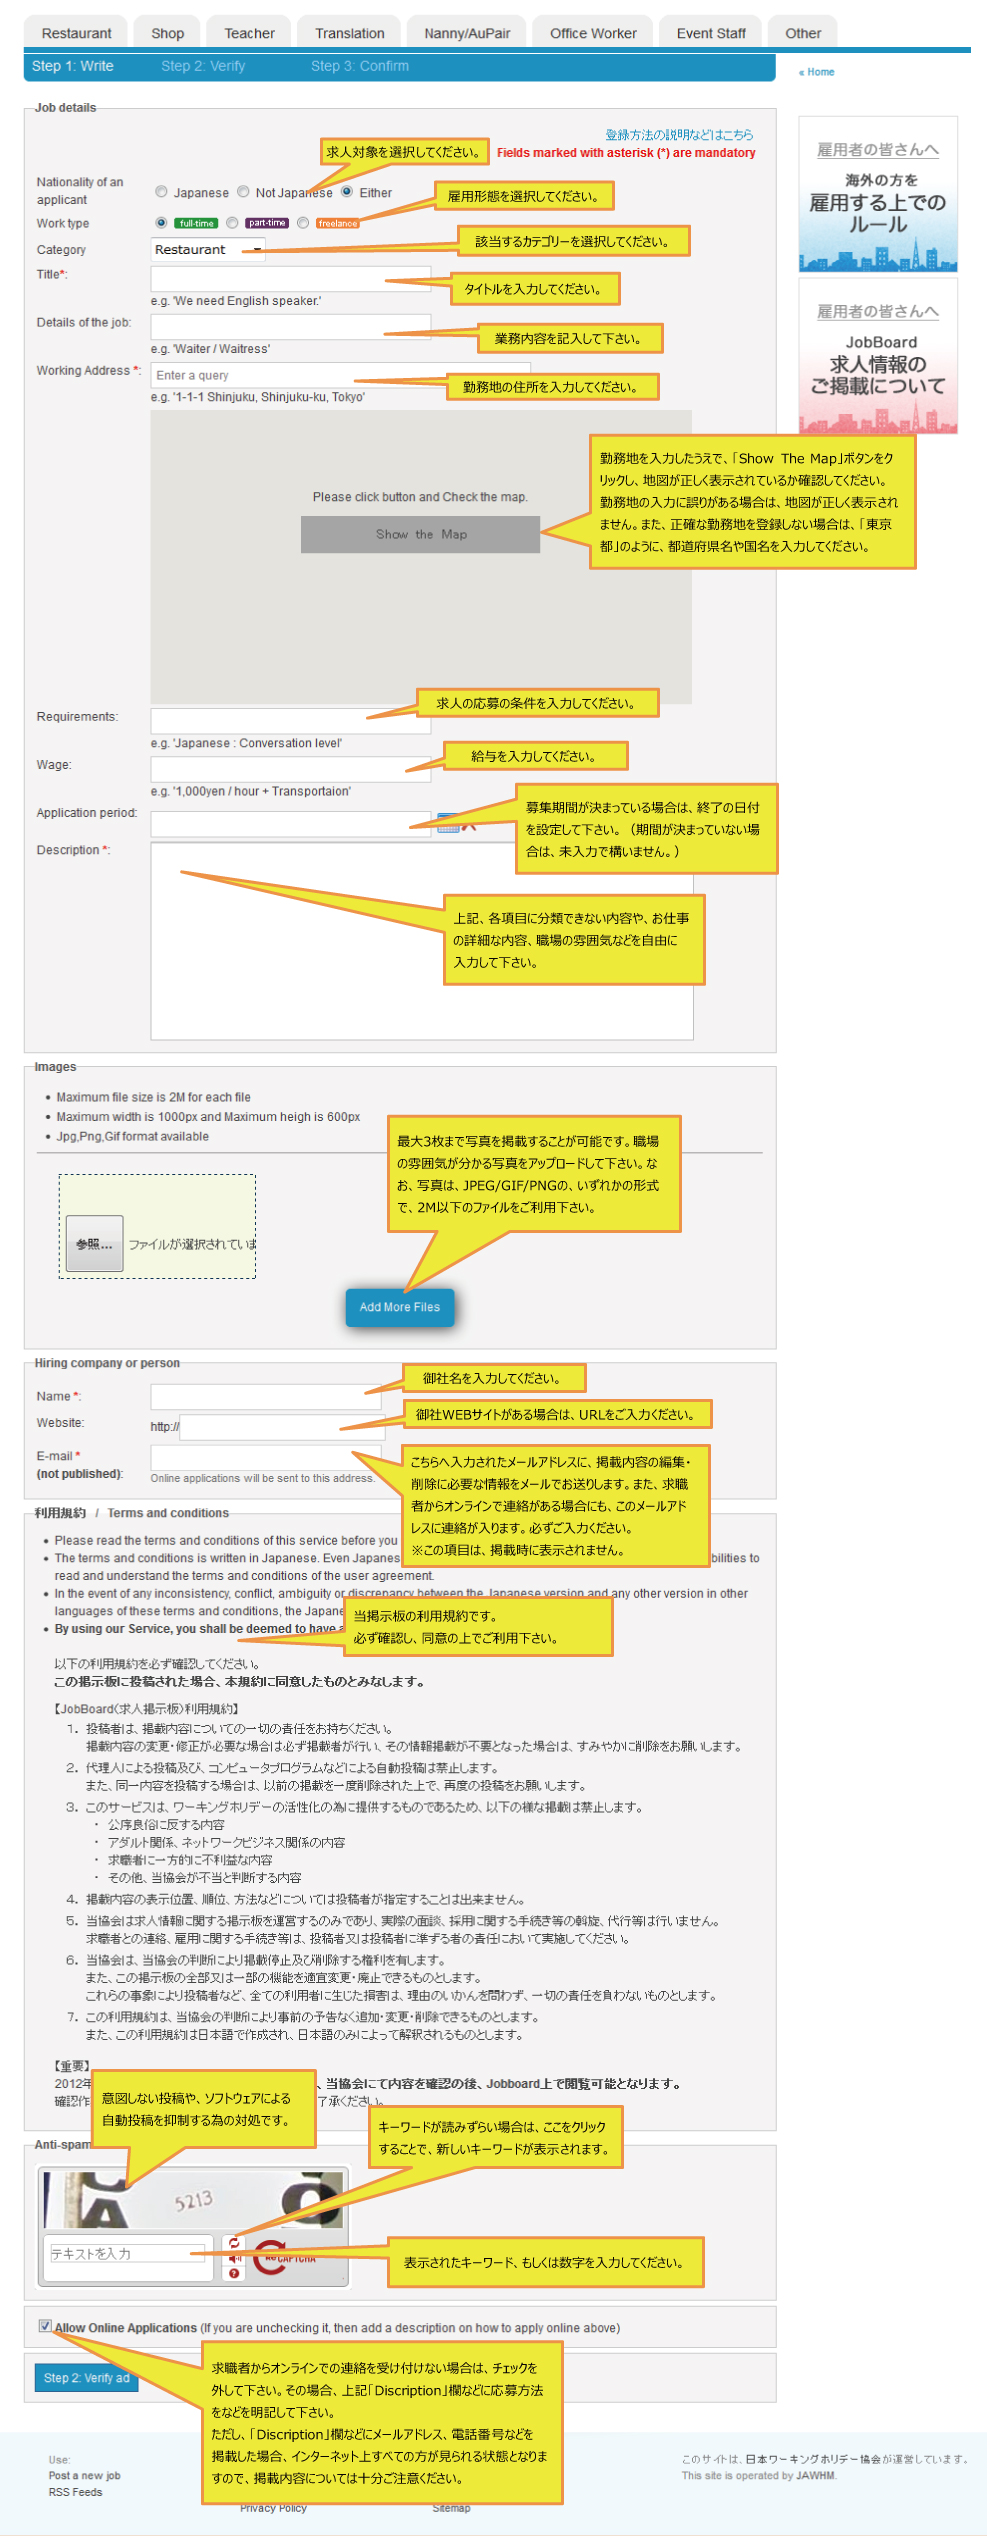 Restaurant Shop Teacher Translation Nanny/AuPair Office Worker Event Staff Other
Step 1: Write Step 2: Verify Step 3: Confirm
« Home
Job details
登録方法の説明などはこちら
求人対象を選択してください。
Fields marked with asterisk (*) are mandatory
Nationality of an
applicant
Japanese Not Japanese Either
雇用形態を選択してください。
Work type full-time part-time freelance
該当するカテゴリーを選択してください。
Category Restaurant
Title*:
タイトルを入力してください。
e.g. 'We need English speaker.'
Details of the job:
業務内容を記入して下さい。
e.g. 'Waiter / Waitress'
Working Address *: Enter a query
勤務地の住所を入力してください。
e.g. '1-1-1 Shinjuku, Shinjuku-ku, Tokyo'
雇用者の皆さんへ
海外の方を
雇用する上での
ルール
雇用者の皆さんへ
JobBoard
求人情報の
ご掲載について
Please click button and Check the map.
Show the Map
勤務地を入力したうえで、「Show The Map」ボタンをク
リックし、地図が正しく表示されているか確認してください。
勤務地の入力に誤りがある場合は、地図が正しく表示され
ません。また、正確な勤務地を登録しない場合は、「東京
都」のように、都道府県名や国名を入力してください。
求人の応募の条件を入力してください。
Requirements:
e.g. 'Japanese : Conversation level'
給与を入力してください。
Wage:
e.g. '1,000yen / hour + Transportaion'
Application period:
募集期間が決まっている場合は、終了の日付
を設定して下さい。（期間が決まっていない場
合は、未入力で構いません。）
Description *:
上記、各項目に分類できない内容や、お仕事
の詳細な内容、職場の雰囲気などを自由に
入力して下さい。
Images
Maximum file size is 2M for each file
Maximum width is 1000px and Maximum heigh is 600px
Jpg,Png,Gif format available
最大3枚まで写真を掲載することが可能です。職場
の雰囲気が分かる写真をアップロードして下さい。な
お、写真は、JPEG/GIF/PNGの、いずれかの形式
で、2M以下のファイルをご利用下さい。
参照... ファイルが選択されていま
Add More Files
Hiring company or person
御社名を入力してください。
Name *:
御社WEBサイトがある場合は、URLをご入力ください。
Website: http://
E-mail *
(not published):
Online applications will be sent to this address.
こちらへ入力されたメールアドレスに、掲載内容の編集・
削除に必要な情報をメールでお送りします。また、求職
者からオンラインで連絡がある場合にも、このメールアド
レスに連絡が入ります。必ずご入力ください。
※この項目は、掲載時に表示されません。
利用規約 / Terms and conditions
Please read the terms and conditions of this service before you
The terms and conditions is written in Japanese. Even Japanes bilities to
read and understand the terms and conditions of the user agreement.
In the event of any inconsistency, conflict, ambiguity or discrepancy between the Japanese version and any other version in other
languages of these terms and conditions, the Japane
By using our Service, you shall be deemed to have a
当掲示板の利用規約です。
必ず確認し、同意の上でご利用下さい。
以下の利用規約を必ず確認してください。
この掲示板に投稿された場合、本規約に同意したものとみなします。
【JobBoard（求人掲示板）利用規約】
1. 投稿者は、掲載内容についての一切の責任をお持ちください。
掲載内容の変更・修正が必要な場合は必ず掲載者が行い、その情報掲載が不要となった場合は、すみやかに削除をお願いします。
2. 代理人による投稿及び、コンピュータプログラムなどによる自動投稿は禁止します。
また、同一内容を投稿する場合は、以前の掲載を一度削除された上で、再度の投稿をお願いします。
3. このサービスは、ワーキングホリデーの活性化の為に提供するものであるため、以下の様な掲載は禁止します。
・ 公序良俗に反する内容
・ アダルト関係、ネットワークビジネス関係の内容
・ 求職者に一方的に不利益な内容
・ その他、当協会が不当と判断する内容
4. 掲載内容の表示位置、順位、方法などについては投稿者が指定することは出来ません。
5. 当協会は求人情報に関する掲示板を運営するのみであり、実際の面談、採用に関する手続き等の斡旋、代行等は行いません。
求職者との連絡、雇用に関する手続き等は、投稿者又は投稿者に準ずる者の責任において実施してください。
6. 当協会は、当協会の判断により掲載停止及び削除する権利を有します。
また、この掲示板の全部又は一部の機能を適宜変更・廃止できるものとします。
これらの事象により投稿者など、全ての利用者に生じた損害は、理由のいかんを問わず、一切の責任を負わないものとします。
7. この利用規約は、当協会の判断により事前の予告なく追加・変更・削除できるものとします。
また、この利用規約は日本語で作成され、日本語のみによって解釈されるものとします。
【重要】
2012年 、当協会にて内容を確認の後、Jobboard上で閲覧可能となります。
確認作 了承ください。
意図しない投稿や、ソフトウェアによる
自動投稿を抑制する為の対処です。
キーワードが読みずらい場合は、ここをクリック
することで、新しいキーワードが表示されます。
Anti-spam
5213
テキストを入力
reCAPTCHA
表示されたキーワード、もしくは数字を入力してください。
Allow Online Applications (If you are unchecking it, then add a description on how to apply online above)
Step 2: Verify ad
求職者からオンラインでの連絡を受け付けない場合は、チェックを
外して下さい。その場合、上記「Discription」欄などに応募方法
をなどを明記して下さい。
ただし、「Discription」欄などにメールアドレス、電話番号などを
掲載した場合、インターネット上すべての方が見られる状態となりま
すので、掲載内容については十分ご注意ください。
Use:
Post a new job
RSS Feeds
Privacy Policy
Sitemap
このサイトは、日本ワーキングホリデー協会が運営しています。
This site is operated by JAWHM.